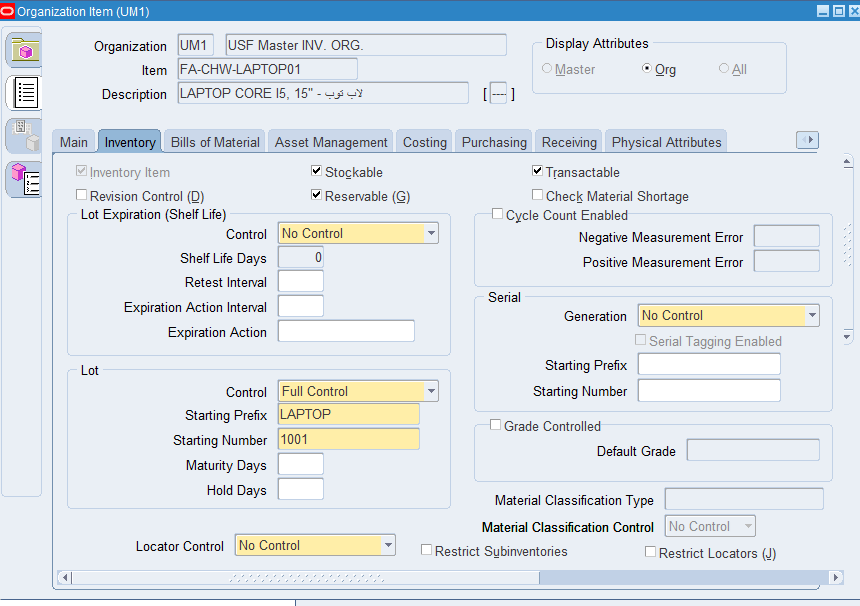 Organization Item (UM1)
Organization UM1 USF Master INV. ORG.
Item FA-CHW-LAPTOP01
Description LAPTOP CORE I5, 15" - لاب توب
[ ---- ]
Display Attributes
Master Org All
Main Inventory Bills of Material Asset Management Costing Purchasing Receiving Physical Attributes
Inventory Item Stockable Transactable
Revision Control (D) Reservable (G) Check Material Shortage
Lot Expiration (Shelf Life)
Control No Control
Shelf Life Days 0
Retest Interval
Expiration Action Interval
Expiration Action
Lot
Control Full Control
Starting Prefix LAPTOP
Starting Number 1001
Maturity Days
Hold Days
Cycle Count Enabled
Negative Measurement Error
Positive Measurement Error
Serial
Generation No Control
Serial Tagging Enabled
Starting Prefix
Starting Number
Grade Controlled
Default Grade
Material Classification Type
Material Classification Control No Control
Locator Control No Control Restrict Subinventories Restrict Locators (J)